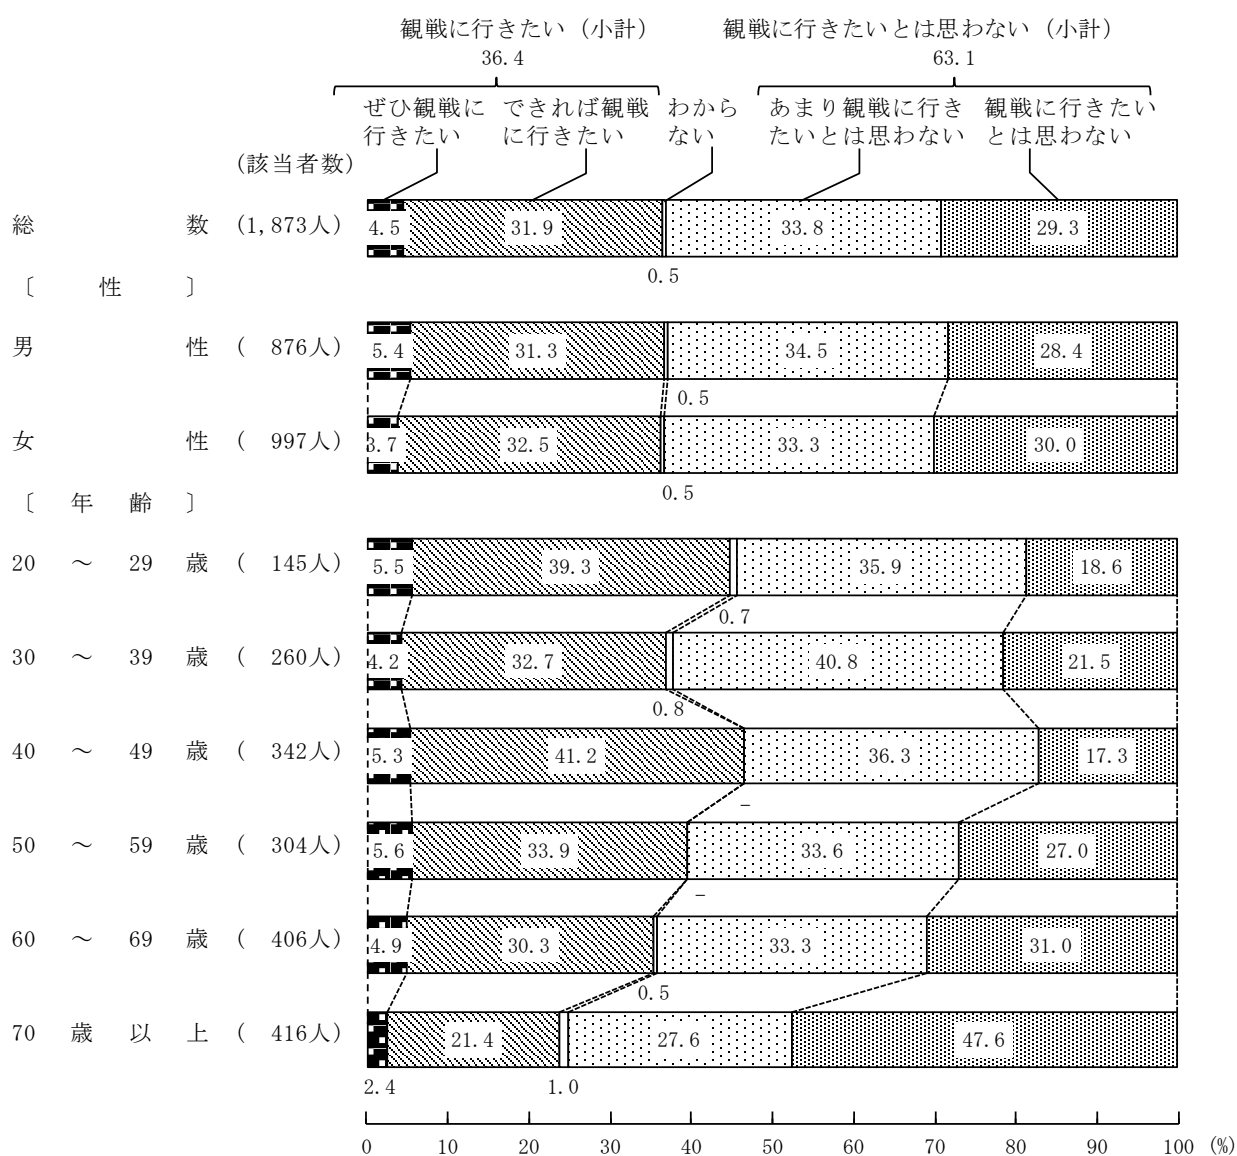 観戦に行きたい（小計） 観戦に行きたいとは思わない（小計）
36.4 63.1
ぜひ観戦に できれば観戦 わから あまり観戦に行き 観戦に行きたい
行きたい に行きたい ない たいとは思わない とは思わない
(該当者数)
総数 (1,873人) 4.5 31.9 33.8 29.3
0.5
〔 性 〕
男性 ( 876人) 5.4 31.3 34.5 28.4
0.5
女性 ( 997人) 3.7 32.5 33.3 30.0
0.5
〔 年齢 〕
20 ～ 29 歳 ( 145人) 5.5 39.3 35.9 18.6
0.7
30 ～ 39 歳 ( 260人) 4.2 32.7 40.8 21.5
0.8
40 ～ 49 歳 ( 342人) 5.3 41.2 36.3 17.3
－
50 ～ 59 歳 ( 304人) 5.6 33.9 33.6 27.0
－
60 ～ 69 歳 ( 406人) 4.9 30.3 33.3 31.0
0.5
70 歳以上 ( 416人) 21.4 27.6 47.6
2.4 1.0
0 10 20 30 40 50 60 70 80 90 100 (%)